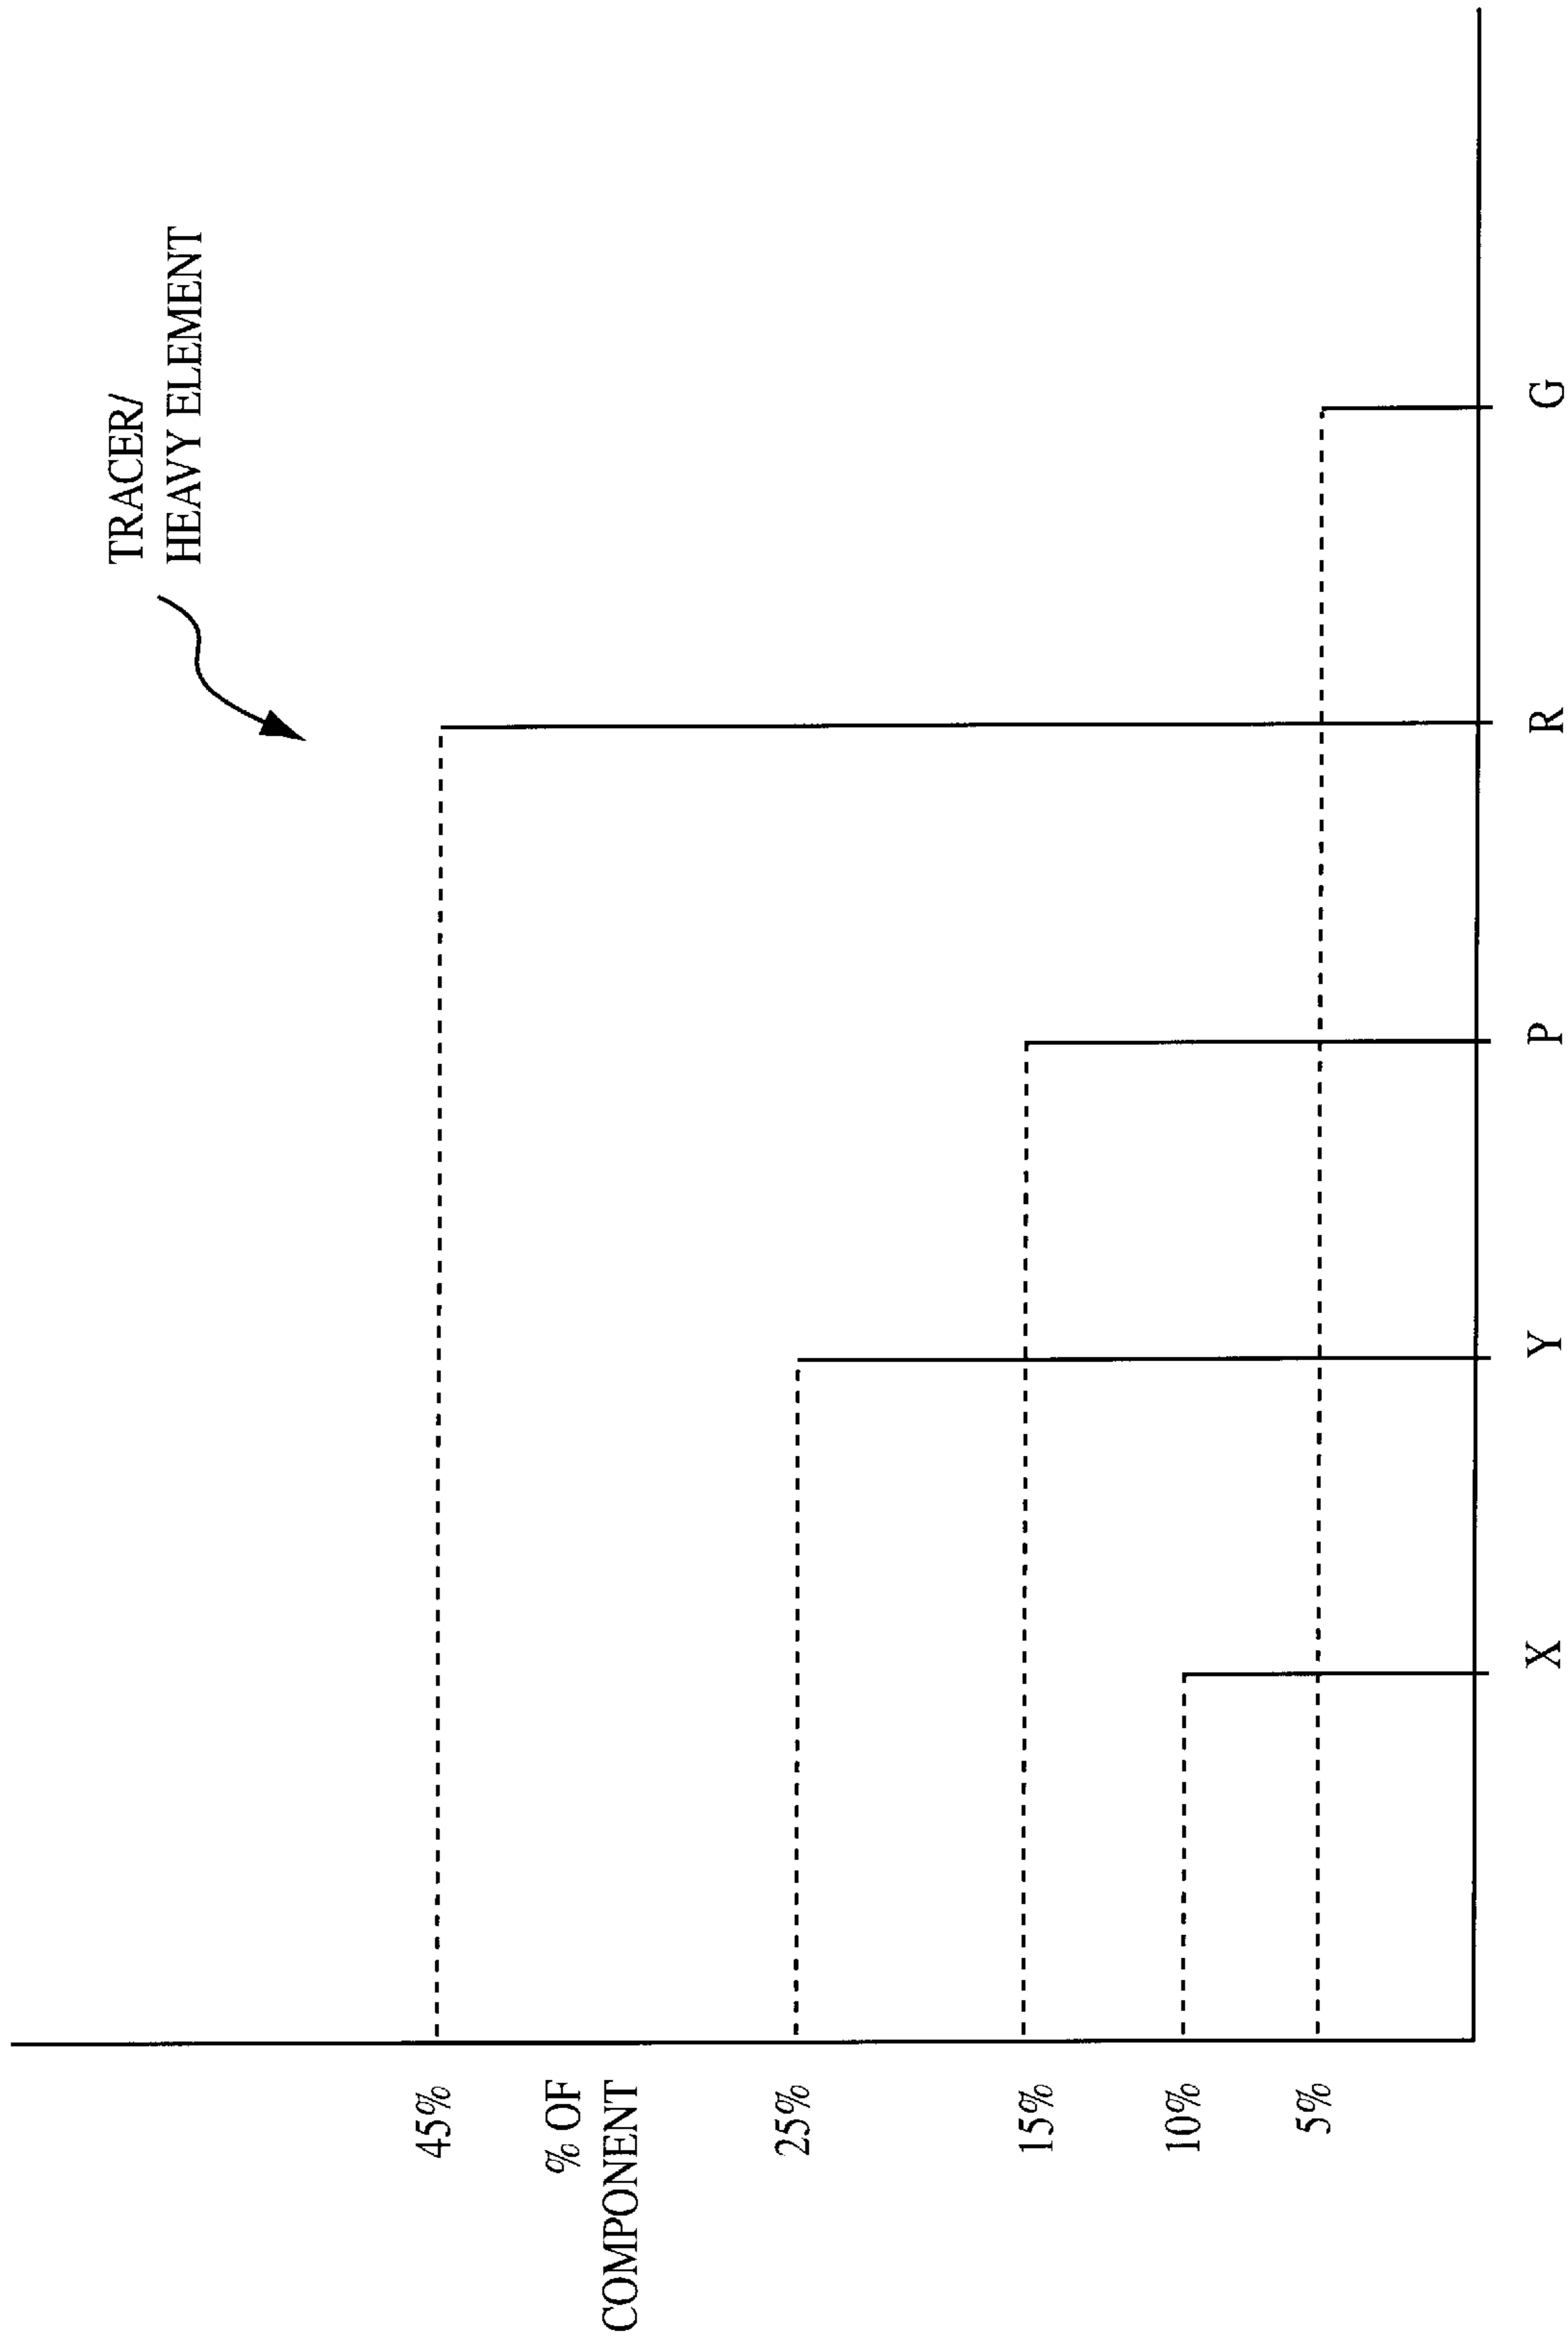 TRACER/
HEAVY ELEMENT
45%
% OF
COMPONENT
25%
15%
10%
5%
X Y P R G